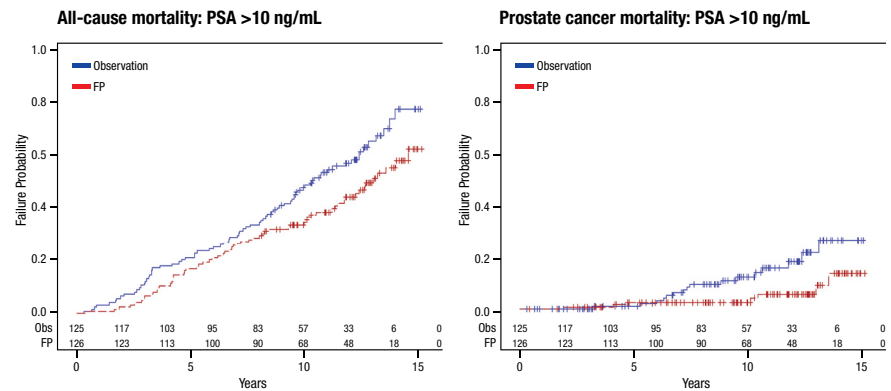 All-cause mortality: PSA >10 ng/mL
1.0
0.8
0.5
0.4
0.2
0.0
Failure Probability
Observation
FP
Obs 125 117 103 95 83 57 33 6 0
FP 126 123 113 100 90 68 48 18 0
0 5 10 15
Years
Prostate cancer mortality: PSA >10 ng/mL
1.0
0.8
0.5
0.4
0.2
0.0
Failure Probability
Observation
FP
Obs 125 117 103 95 83 57 33 6 0
FP 126 123 113 100 90 68 48 18 0
0 5 10 15
Years